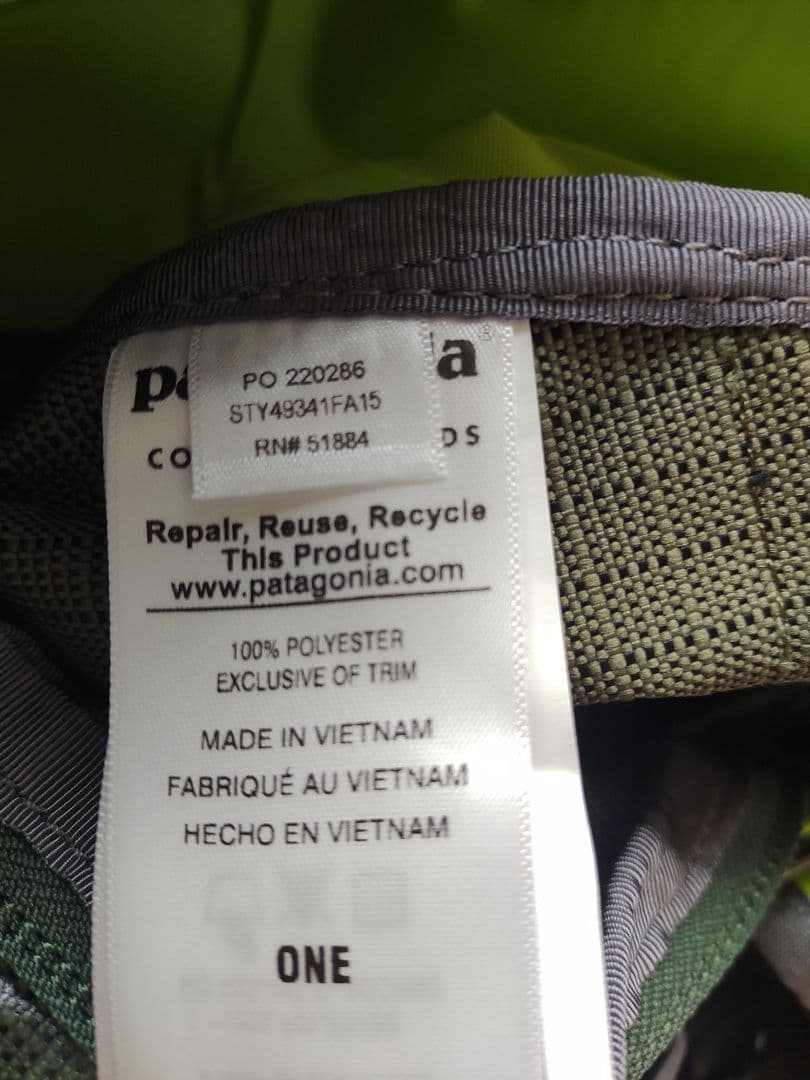 pa a®
PO 220286
STY49341FA15
RN# 51884
CO DS
Repair, Reuse, Recycle
This Product
www.patagonia.com
100% POLYESTER
EXCLUSIVE OF TRIM
MADE IN VIETNAM
FABRIQUÉ AU VIETNAM
HECHO EN VIETNAM
ONE